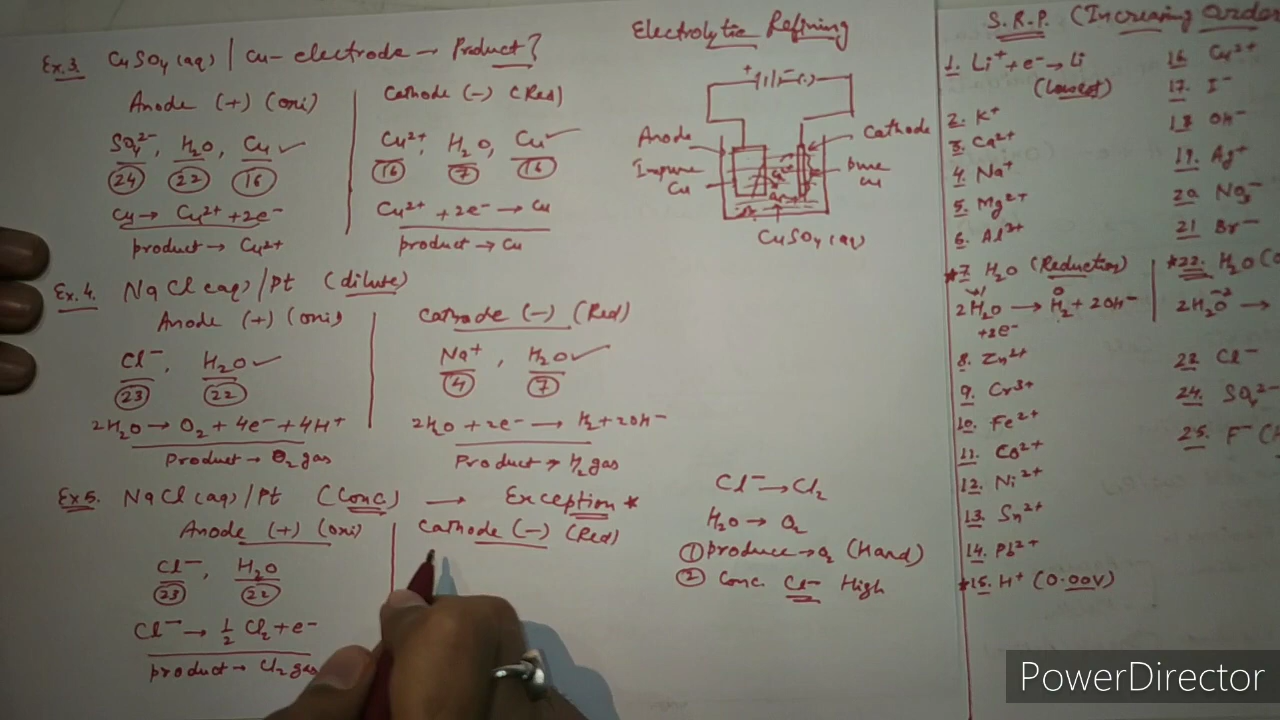 Ex.3 CuSO4(aq) | Cu-electrode → Product?
Anode (+) (oxi)
SO4²⁻, H2O, Cu ✓
24 22 16
Cu → Cu²⁺ + 2e⁻
product → Cu²⁺
Cathode (-) (Red)
Cu²⁺, H2O, Cu ✓
16 7 16
Cu²⁺ + 2e⁻ → Cu
product → Cu
Electrolytic Refining
+ -
Anode
Impure
Cu
Cathode
Cu
CuSO4(aq)
Ex.4. NaCl(aq)/Pt (dilute)
Anode (+) (oxi)
Cl⁻, H2O ✓
23 22
2H2O → O2 + 4e⁻ + 4H⁺
Product → O2 gas
Cathode (-) (Red)
Na⁺, H2O ✓
4 7
2H2O + 2e⁻ → H2 + 2OH⁻
Product → H2 gas
Ex5. NaCl(aq)/Pt (Conc) → Exception *
Anode (+) (oxi)
Cl⁻, H2O
23 22
Cl⁻ → 1/2 Cl2 + e⁻
product → Cl2 gas
Cathode (-) (Red)
Cl⁻ → Cl2
H2O → O2
① produce → O2 (Hard)
② Conc. Cl⁻ High
S.R.P. (Increasing order
1. Li⁺ + e⁻ → Li
(Lowest)
2. K⁺
3. Ca²⁺
4. Na⁺
5. Mg²⁺
6. Al³⁺
*7. H2O (Reduction)
+1 0
2H2O → H2 + 2OH⁻
+2e⁻
8. Zn²⁺
9. Cr³⁺
10. Fe²⁺
11. Co²⁺
12. Ni²⁺
13. Sn²⁺
14. Pb²⁺
*15. H⁺ (0.00V)
16 Cu²⁺
17. I⁻
18 OH⁻
19. Ag⁺
20 NO3⁻
21 Br⁻
*22. H2O (O
-2
2H2O →
23 Cl⁻
24. SO4²⁻
25. F⁻
PowerDirector